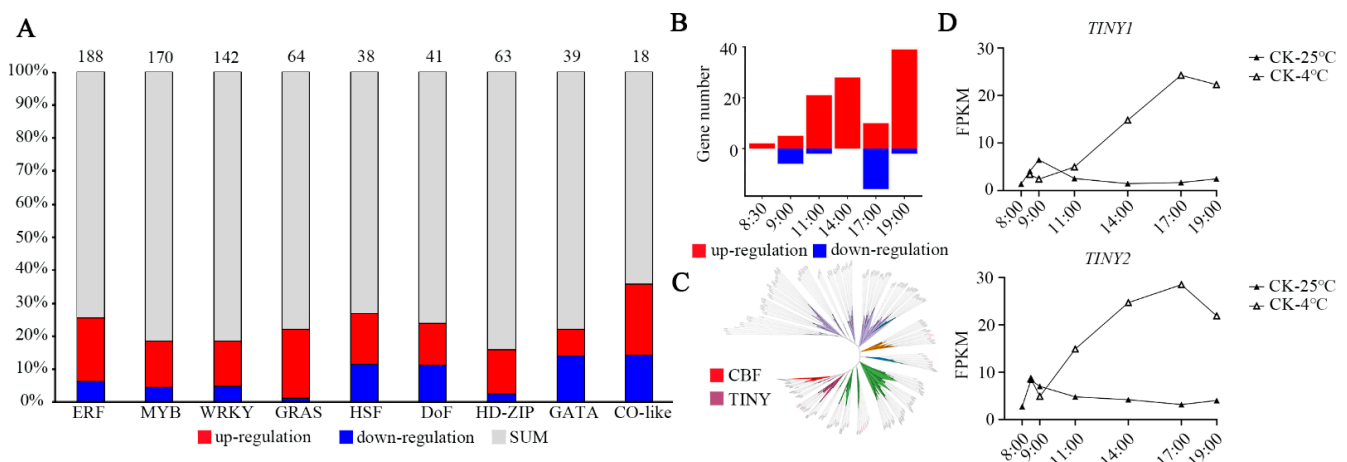 A
188 170 142 64 38 41 63 39 18
100%
90%
80%
70%
60%
50%
40%
30%
20%
10%
0%
ERF MYB WRKY GRAS HSF DoF HD-ZIP GATA CO-like
up-regulation down-regulation SUM
B
Gene number
40
20
0
8:30 9:00 11:00 14:00 17:00 19:00
up-regulation down-regulation
C
CBF
TINY
D
TINY1
FPKM
30
20
10
0
8:00 9:00 11:00 14:00 17:00 19:00
CK-25°C
CK-4°C
TINY2
FPKM
30
20
10
0
8:00 9:00 11:00 14:00 17:00 19:00
CK-25°C
CK-4°C